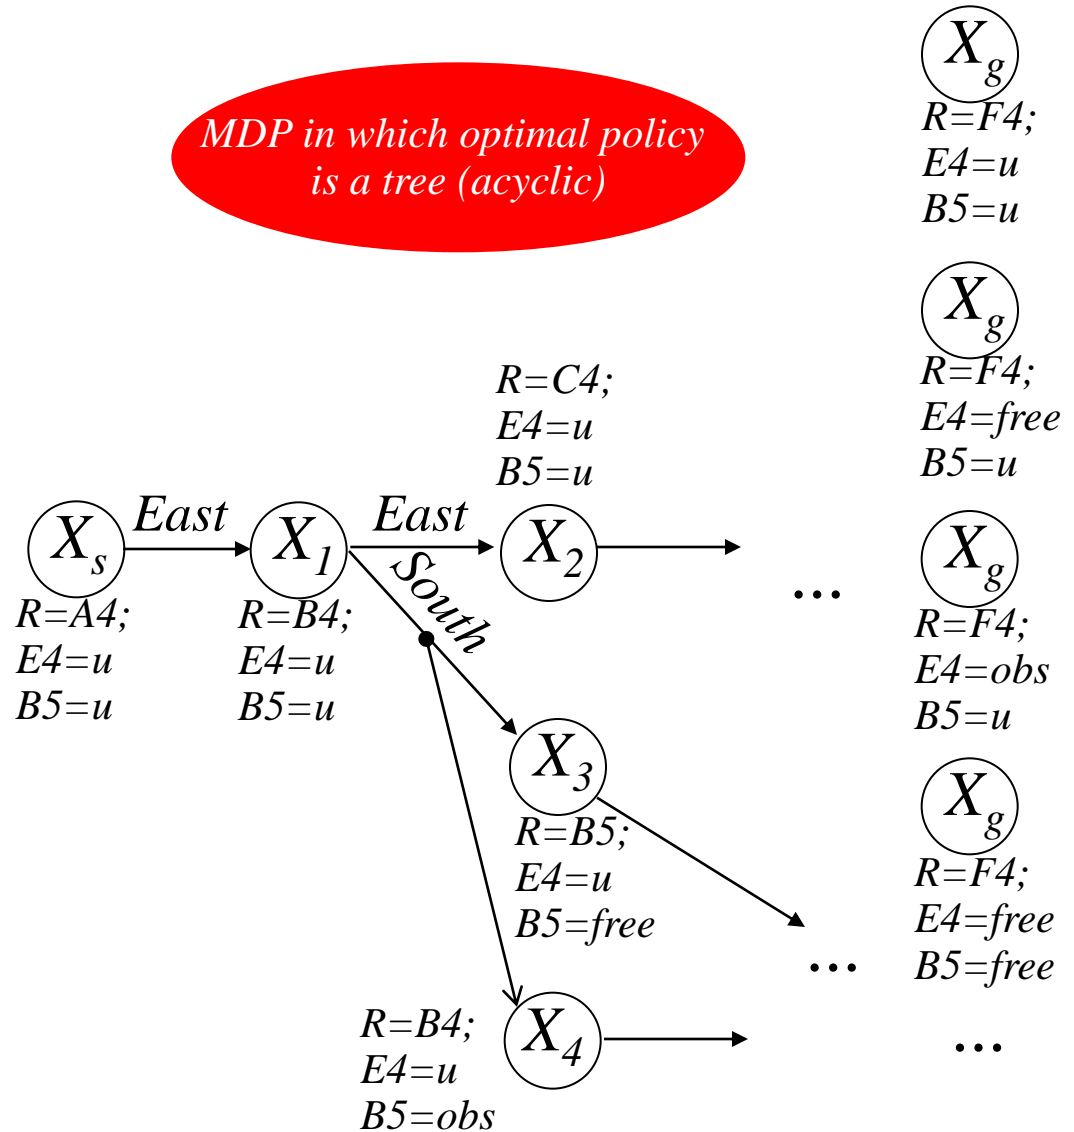 MDP in which optimal policy
is a tree (acyclic)
X_g
R=F4;
E4=u
B5=u
X_g
R=F4;
E4=free
B5=u
R=C4;
E4=u
B5=u
X_s
East
X_1
East
X_2
South
...
X_g
R=A4;
E4=u
B5=u
R=B4;
E4=u
B5=u
R=F4;
E4=obs
B5=u
X_3
R=B5;
E4=u
B5=free
...
X_g
R=F4;
E4=free
B5=free
R=B4;
E4=u
B5=obs
X_4
...